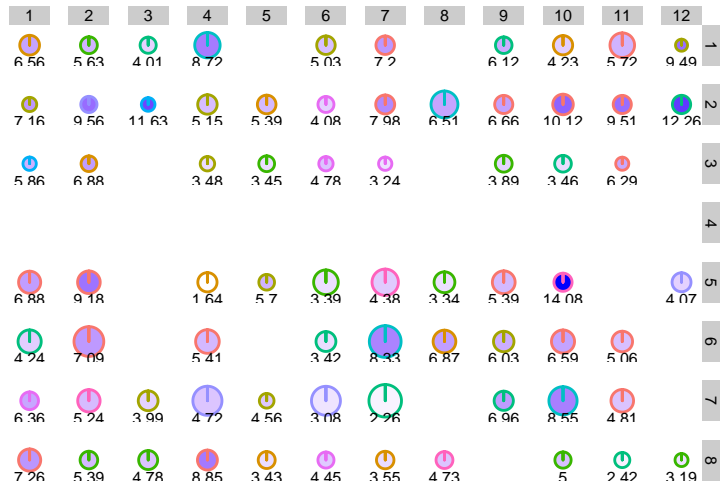 1 2 3 4 5 6 7 8 9 10 11 12
6.56 5.63 4.01 8.72 5.03 7.2 6.12 4.23 5.72 9.49 1
7.16 9.56 11.63 5.15 5.39 4.08 7.98 6.51 6.66 10.12 9.51 12.26 2
5.86 6.88 3.48 3.45 4.78 3.24 3.89 3.46 6.29 3
4
6.88 9.18 1.64 5.7 3.39 4.38 3.34 5.39 14.08 4.07 5
4.24 7.09 5.41 3.42 8.33 6.87 6.03 6.59 5.06 6
6.36 5.24 3.99 4.72 4.56 3.08 2.26 6.96 8.55 4.81 7
7.26 5.39 4.78 8.85 3.43 4.45 3.55 4.73 5 2.42 3.19 8